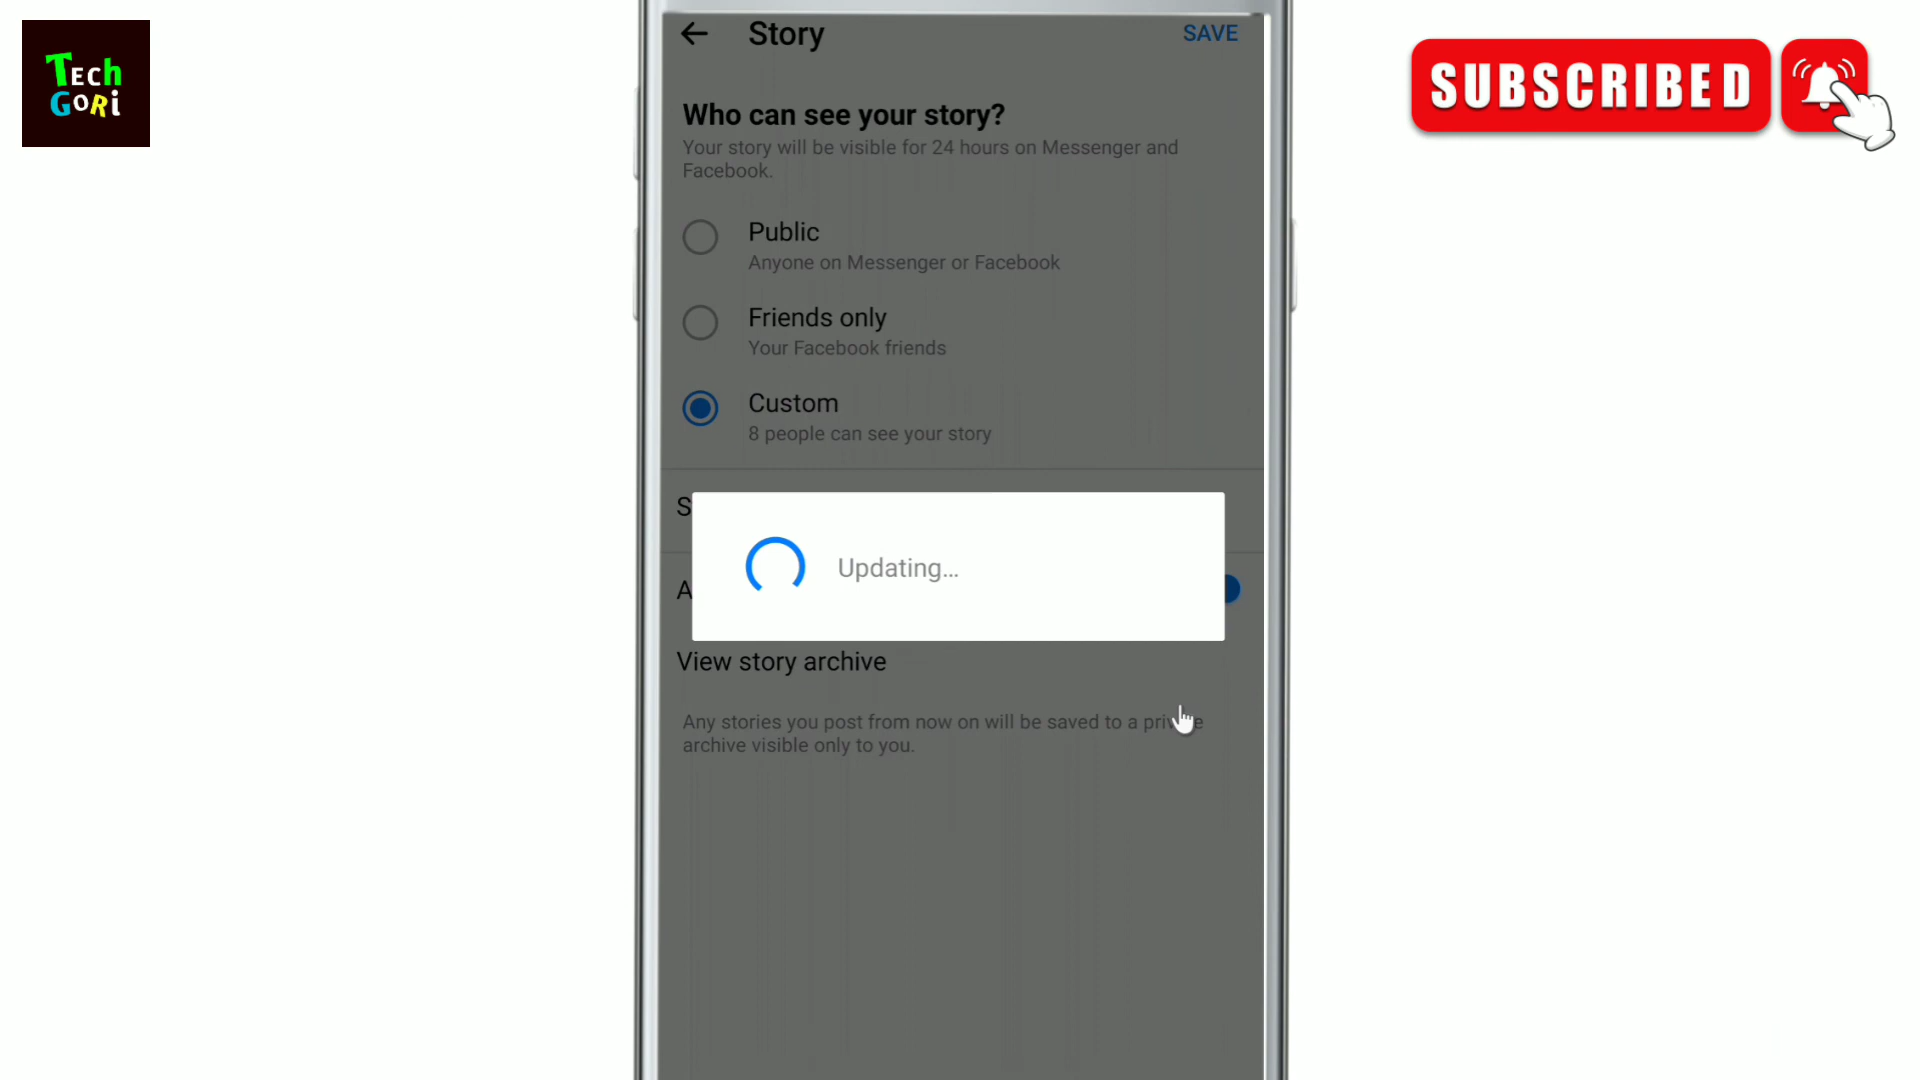 Tech
Gori
Story
SAVE
SUBSCRIBED
Who can see your story?
Your story will be visible for 24 hours on Messenger and
Facebook.
Public
Anyone on Messenger or Facebook
Friends only
Your Facebook friends
Custom
8 people can see your story
S
Updating...
A
View story archive
Any stories you post from now on will be saved to a
archive visible only to you.